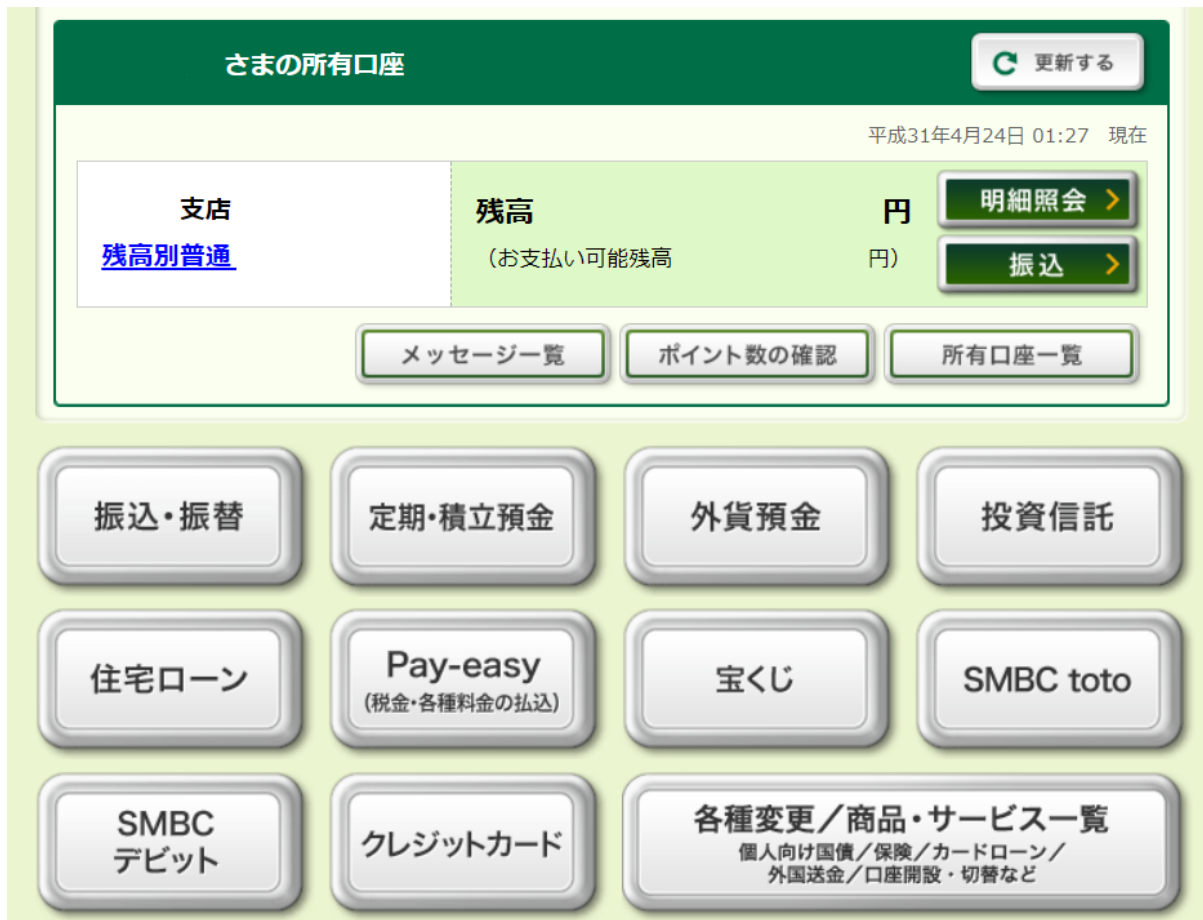 さまの所有口座
更新する
平成31年4月24日 01:27 現在
支店
残高別普通
残高 円
（お支払い可能残高 円）
明細照会
振込
メッセージ一覧 ポイント数の確認 所有口座一覧
振込・振替 定期・積立預金 外貨預金 投資信託
住宅ローン
Pay-easy
(税金・各種料金の払込)
宝くじ
SMBC toto
SMBC
デビット
クレジットカード
各種変更／商品・サービス一覧
個人向け国債／保険／カードローン／
外国送金／口座開設・切替など